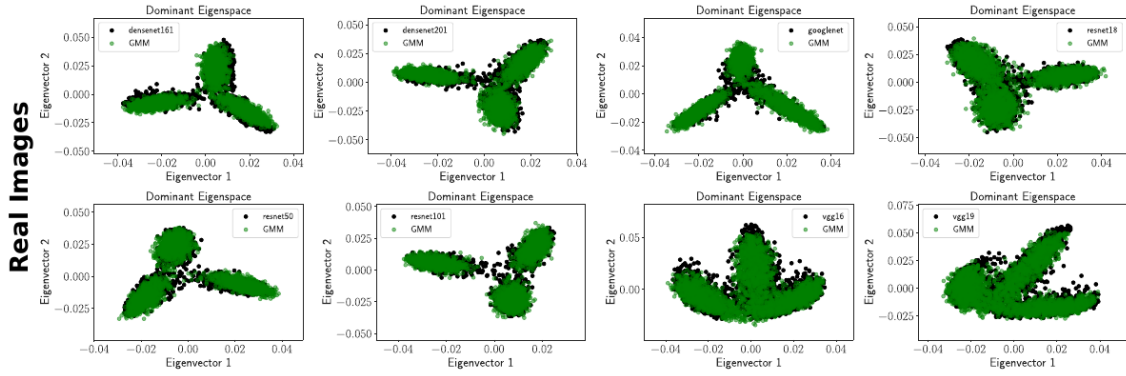 Real Images
Dominant Eigenspace
densenet161
GMM
Eigenvector 2
0.050
0.025
0.000
−0.025
−0.050
−0.04
−0.02
0.00
0.02
0.04
Eigenvector 1
Dominant Eigenspace
densenet201
GMM
Eigenvector 2
0.050
0.025
0.000
−0.025
−0.050
−0.04
−0.02
0.00
0.02
0.04
Eigenvector 1
Dominant Eigenspace
googlenet
GMM
Eigenvector 2
0.04
0.02
0.00
−0.02
−0.04
−0.04
−0.02
0.00
0.02
0.04
Eigenvector 1
Dominant Eigenspace
resnet18
GMM
Eigenvector 2
0.050
0.025
0.000
−0.025
−0.050
−0.04
−0.02
0.00
0.02
0.04
Eigenvector 1
Dominant Eigenspace
resnet50
GMM
Eigenvector 2
0.050
0.025
0.000
−0.025
−0.04
−0.02
0.00
0.02
0.04
Eigenvector 1
Dominant Eigenspace
resnet101
GMM
Eigenvector 2
0.050
0.025
0.000
−0.025
−0.050
−0.04
−0.02
0.00
0.02
Eigenvector 1
Dominant Eigenspace
vgg16
GMM
Eigenvector 2
0.05
0.00
−0.04
−0.02
0.00
0.02
0.04
Eigenvector 1
Dominant Eigenspace
vgg19
GMM
Eigenvector 2
0.075
0.050
0.025
0.000
−0.025
−0.04
−0.02
0.00
0.02
0.04
Eigenvector 1